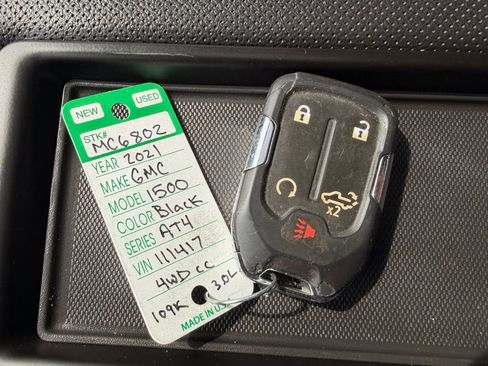 NEW USED
STK# MC6802
YEAR 2021
MAKE GMC
MODEL 1500
COLOR Black
SERIES AT4
VIN 111417
4WD CC
109K 3.0L
MADE IN U.S.
x2